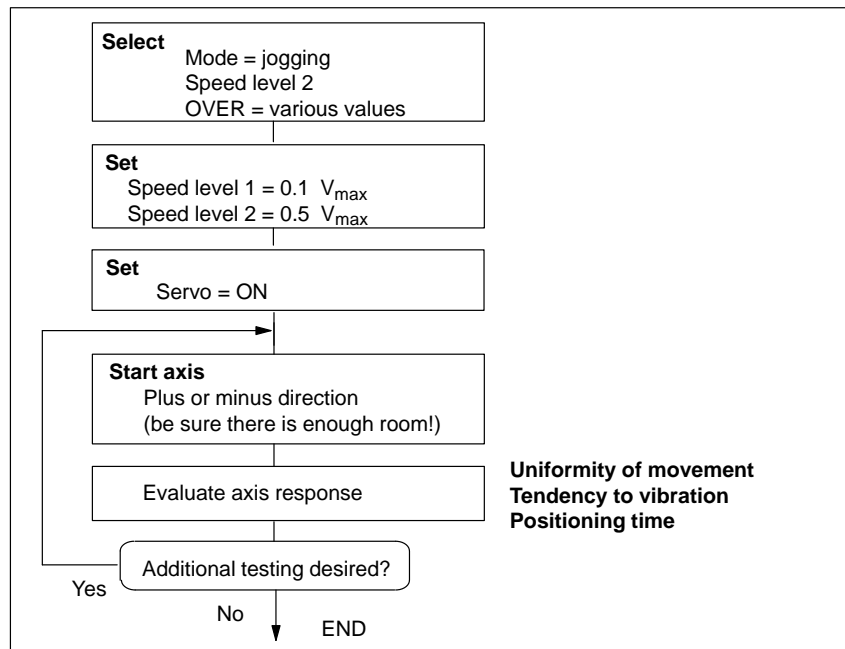 Select
Mode = jogging
Speed level 2
OVER = various values
Set
Speed level 1 = 0.1 Vmax
Speed level 2 = 0.5 Vmax
Set
Servo = ON
Start axis
Plus or minus direction
(be sure there is enough room!)
Evaluate axis response
Uniformity of movement
Tendency to vibration
Positioning time
Additional testing desired?
Yes
No
END